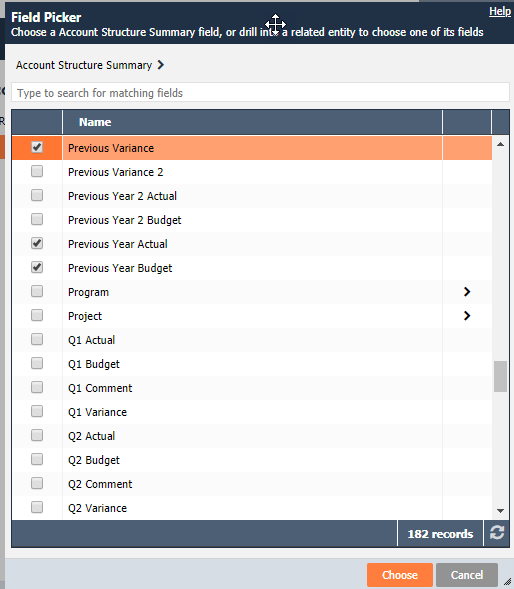 Field Picker
Help
Choose a Account Structure Summary field, or drill into a related entity to choose one of its fields
Account Structure Summary
Type to search for matching fields
Name
Previous Variance
Previous Variance 2
Previous Year 2 Actual
Previous Year 2 Budget
Previous Year Actual
Previous Year Budget
Program
Project
Q1 Actual
Q1 Budget
Q1 Comment
Q1 Variance
Q2 Actual
Q2 Budget
Q2 Comment
Q2 Variance
182 records
Choose
Cancel